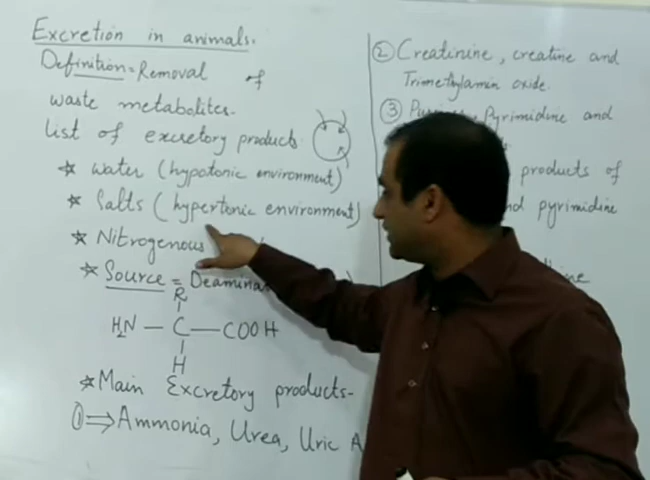 Excretion in animals.
Definition = Removal of
waste metabolites.
list of excretory products
★ water (hypotonic environment)
★ Salts (hypertonic environment)
★ Nitrogenous
★ Source =
R
H₂N — C — COOH
H
★ Main Excretory products-
① ⇒ Ammonia, Urea, Uric
② Creatinine, creatine and
Trimethylamin oxide.
③ Pyrimidine and
products of
pyrimidine